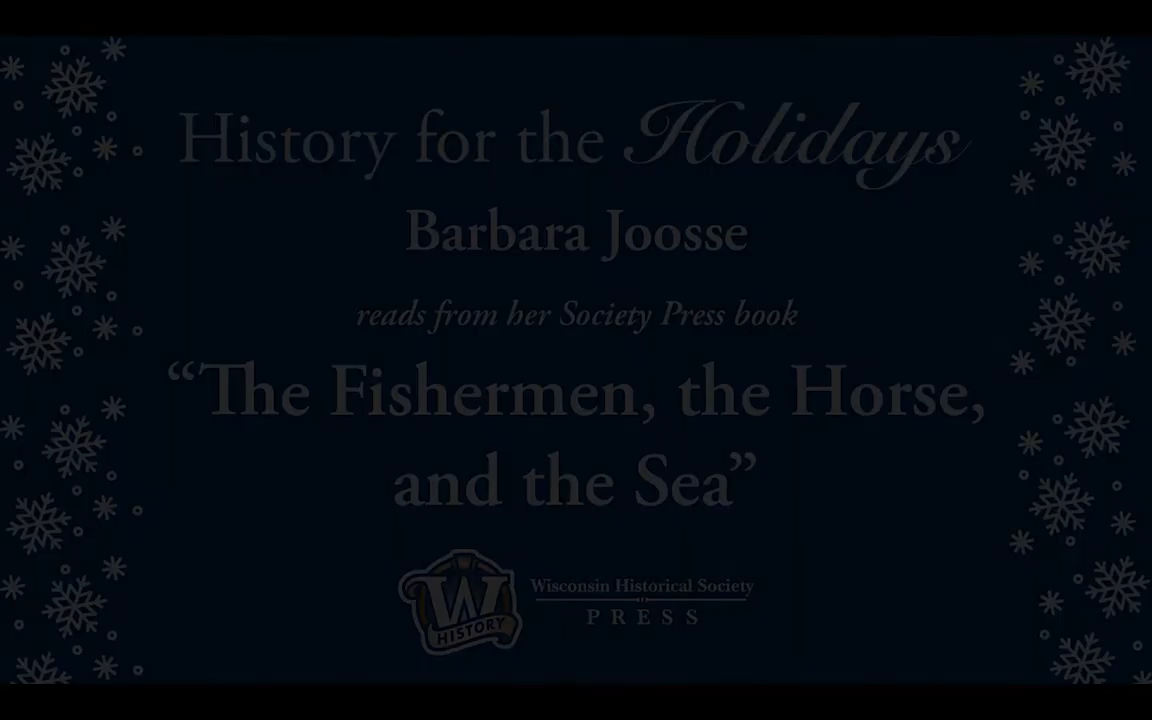 History for the Holidays
Barbara Joosse
reads from her Society Press book
“The Fishermen, the Horse,
and the Sea”
W
HISTORY
Wisconsin Historical Society
PRESS